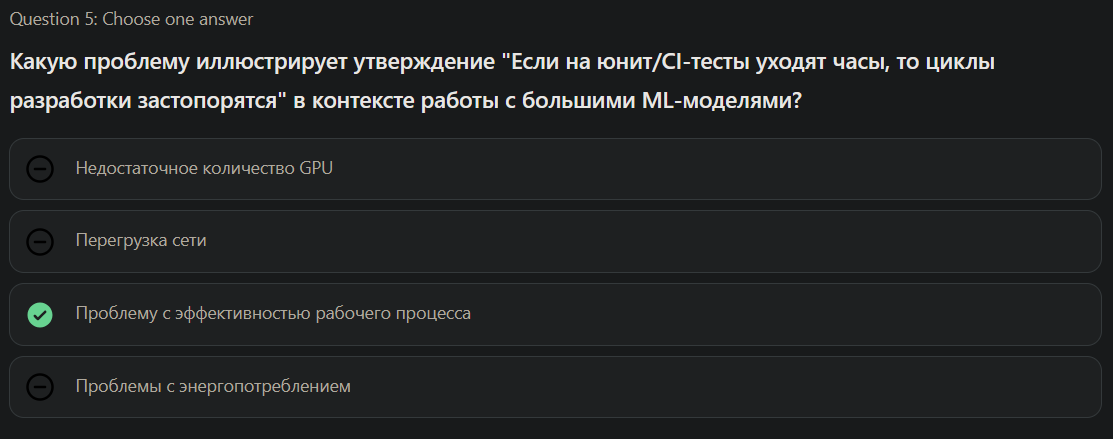 Question 5: Choose one answer
Какую проблему иллюстрирует утверждение "Если на юнит/CI-тесты уходят часы, то циклы
разработки застопорятся" в контексте работы с большими ML-моделями?
Недостаточное количество GPU
Перегрузка сети
Проблему с эффективностью рабочего процесса
Проблемы с энергопотреблением